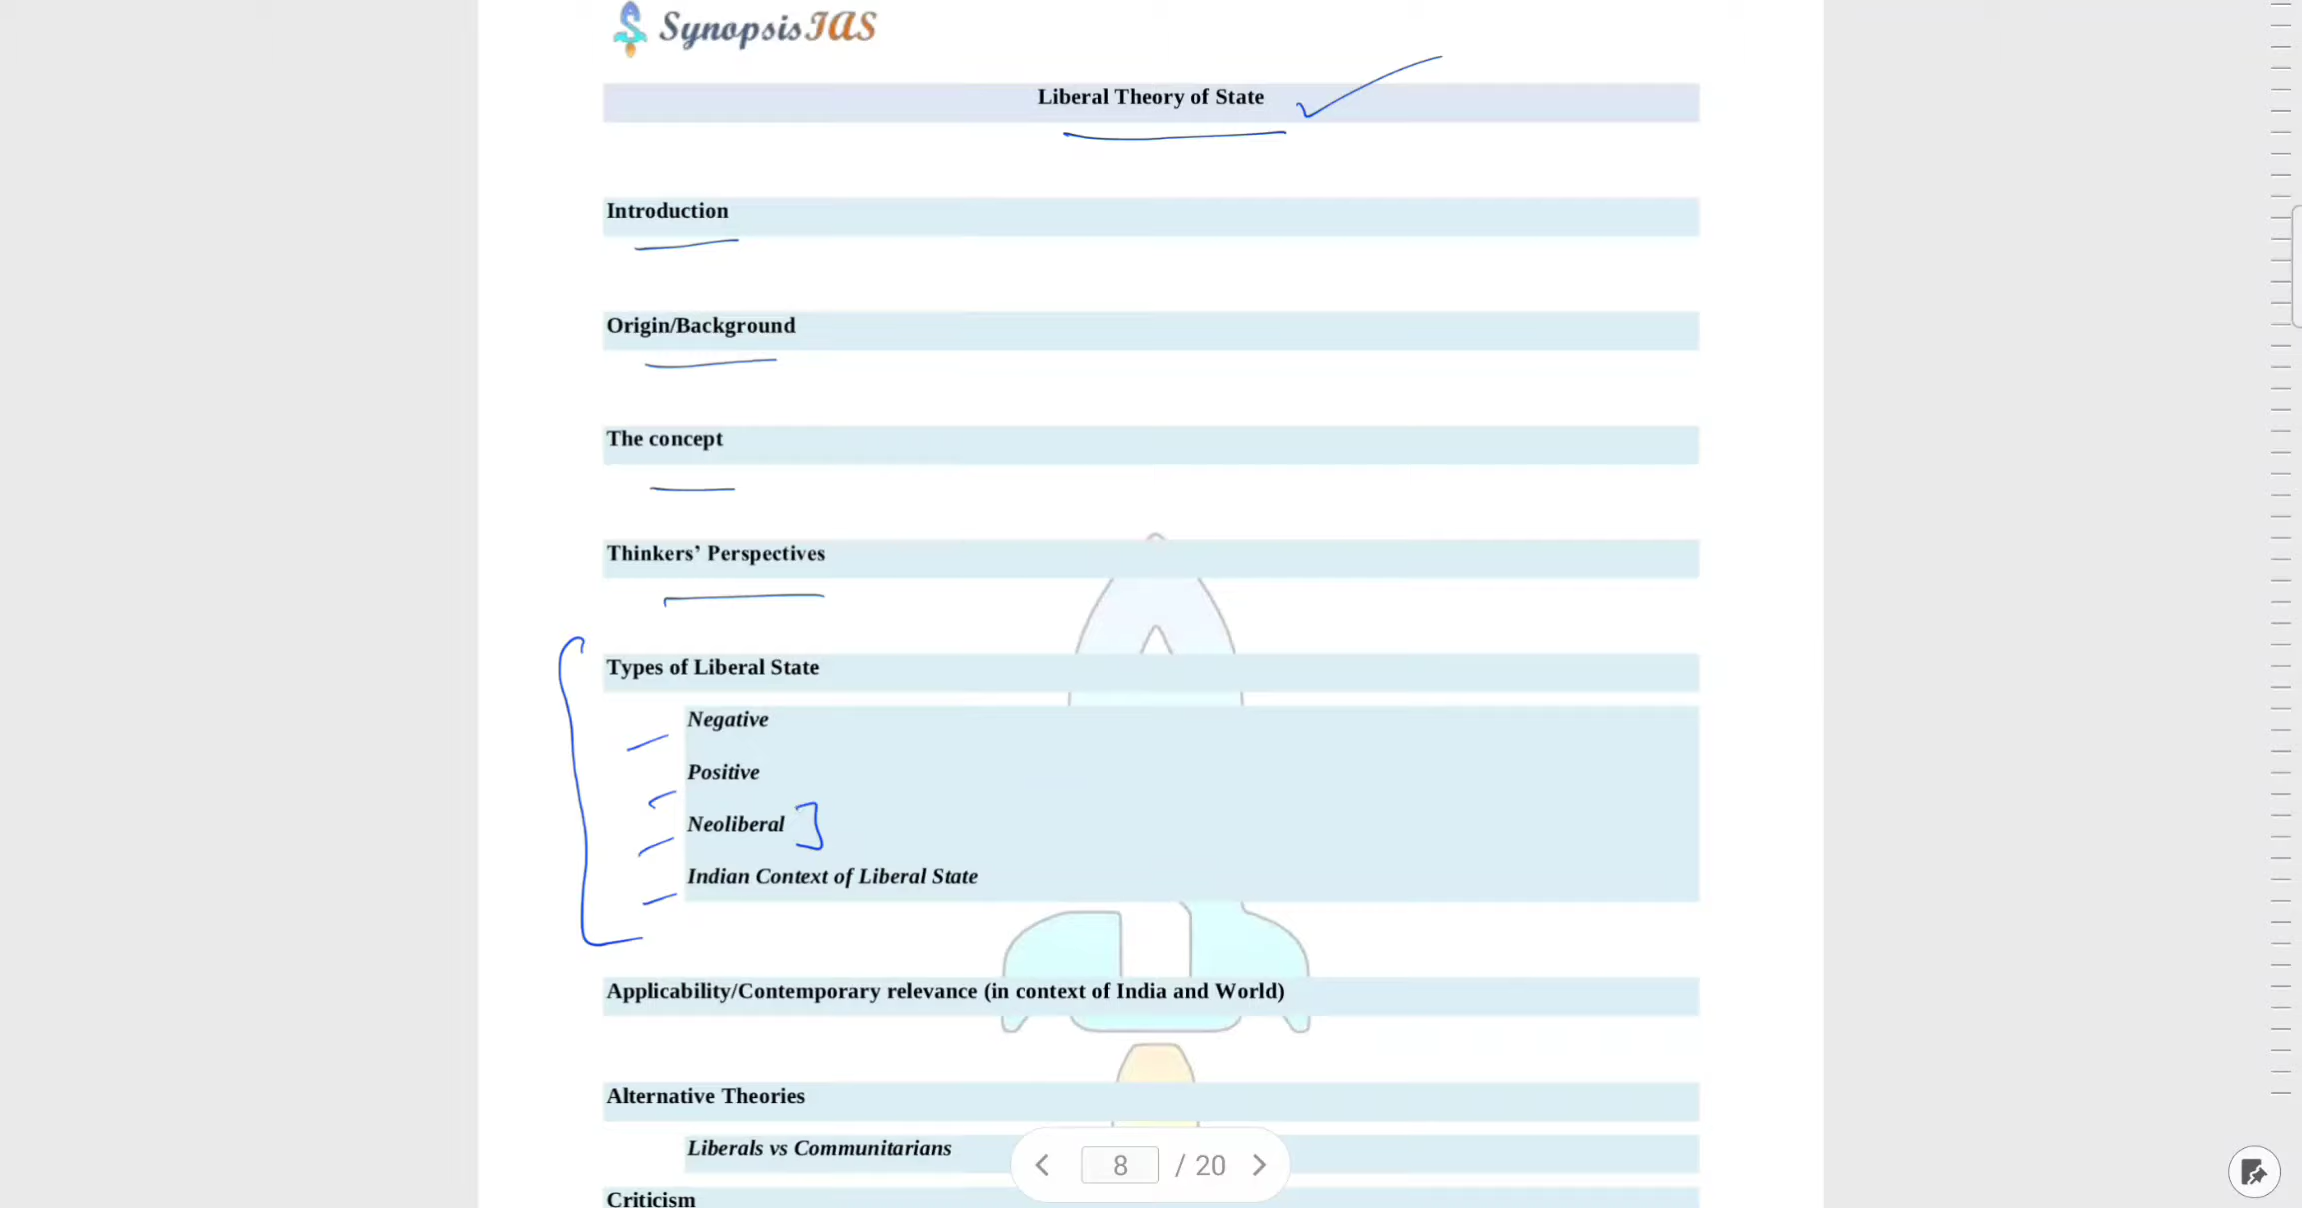 SynopsisIAS
Liberal Theory of State
Introduction
Origin/Background
The concept
Thinkers’ Perspectives
Types of Liberal State
Negative
Positive
Neoliberal
Indian Context of Liberal State
Applicability/Contemporary relevance (in context of India and World)
Alternative Theories
Liberals vs Communitarians
8 / 20
Criticism